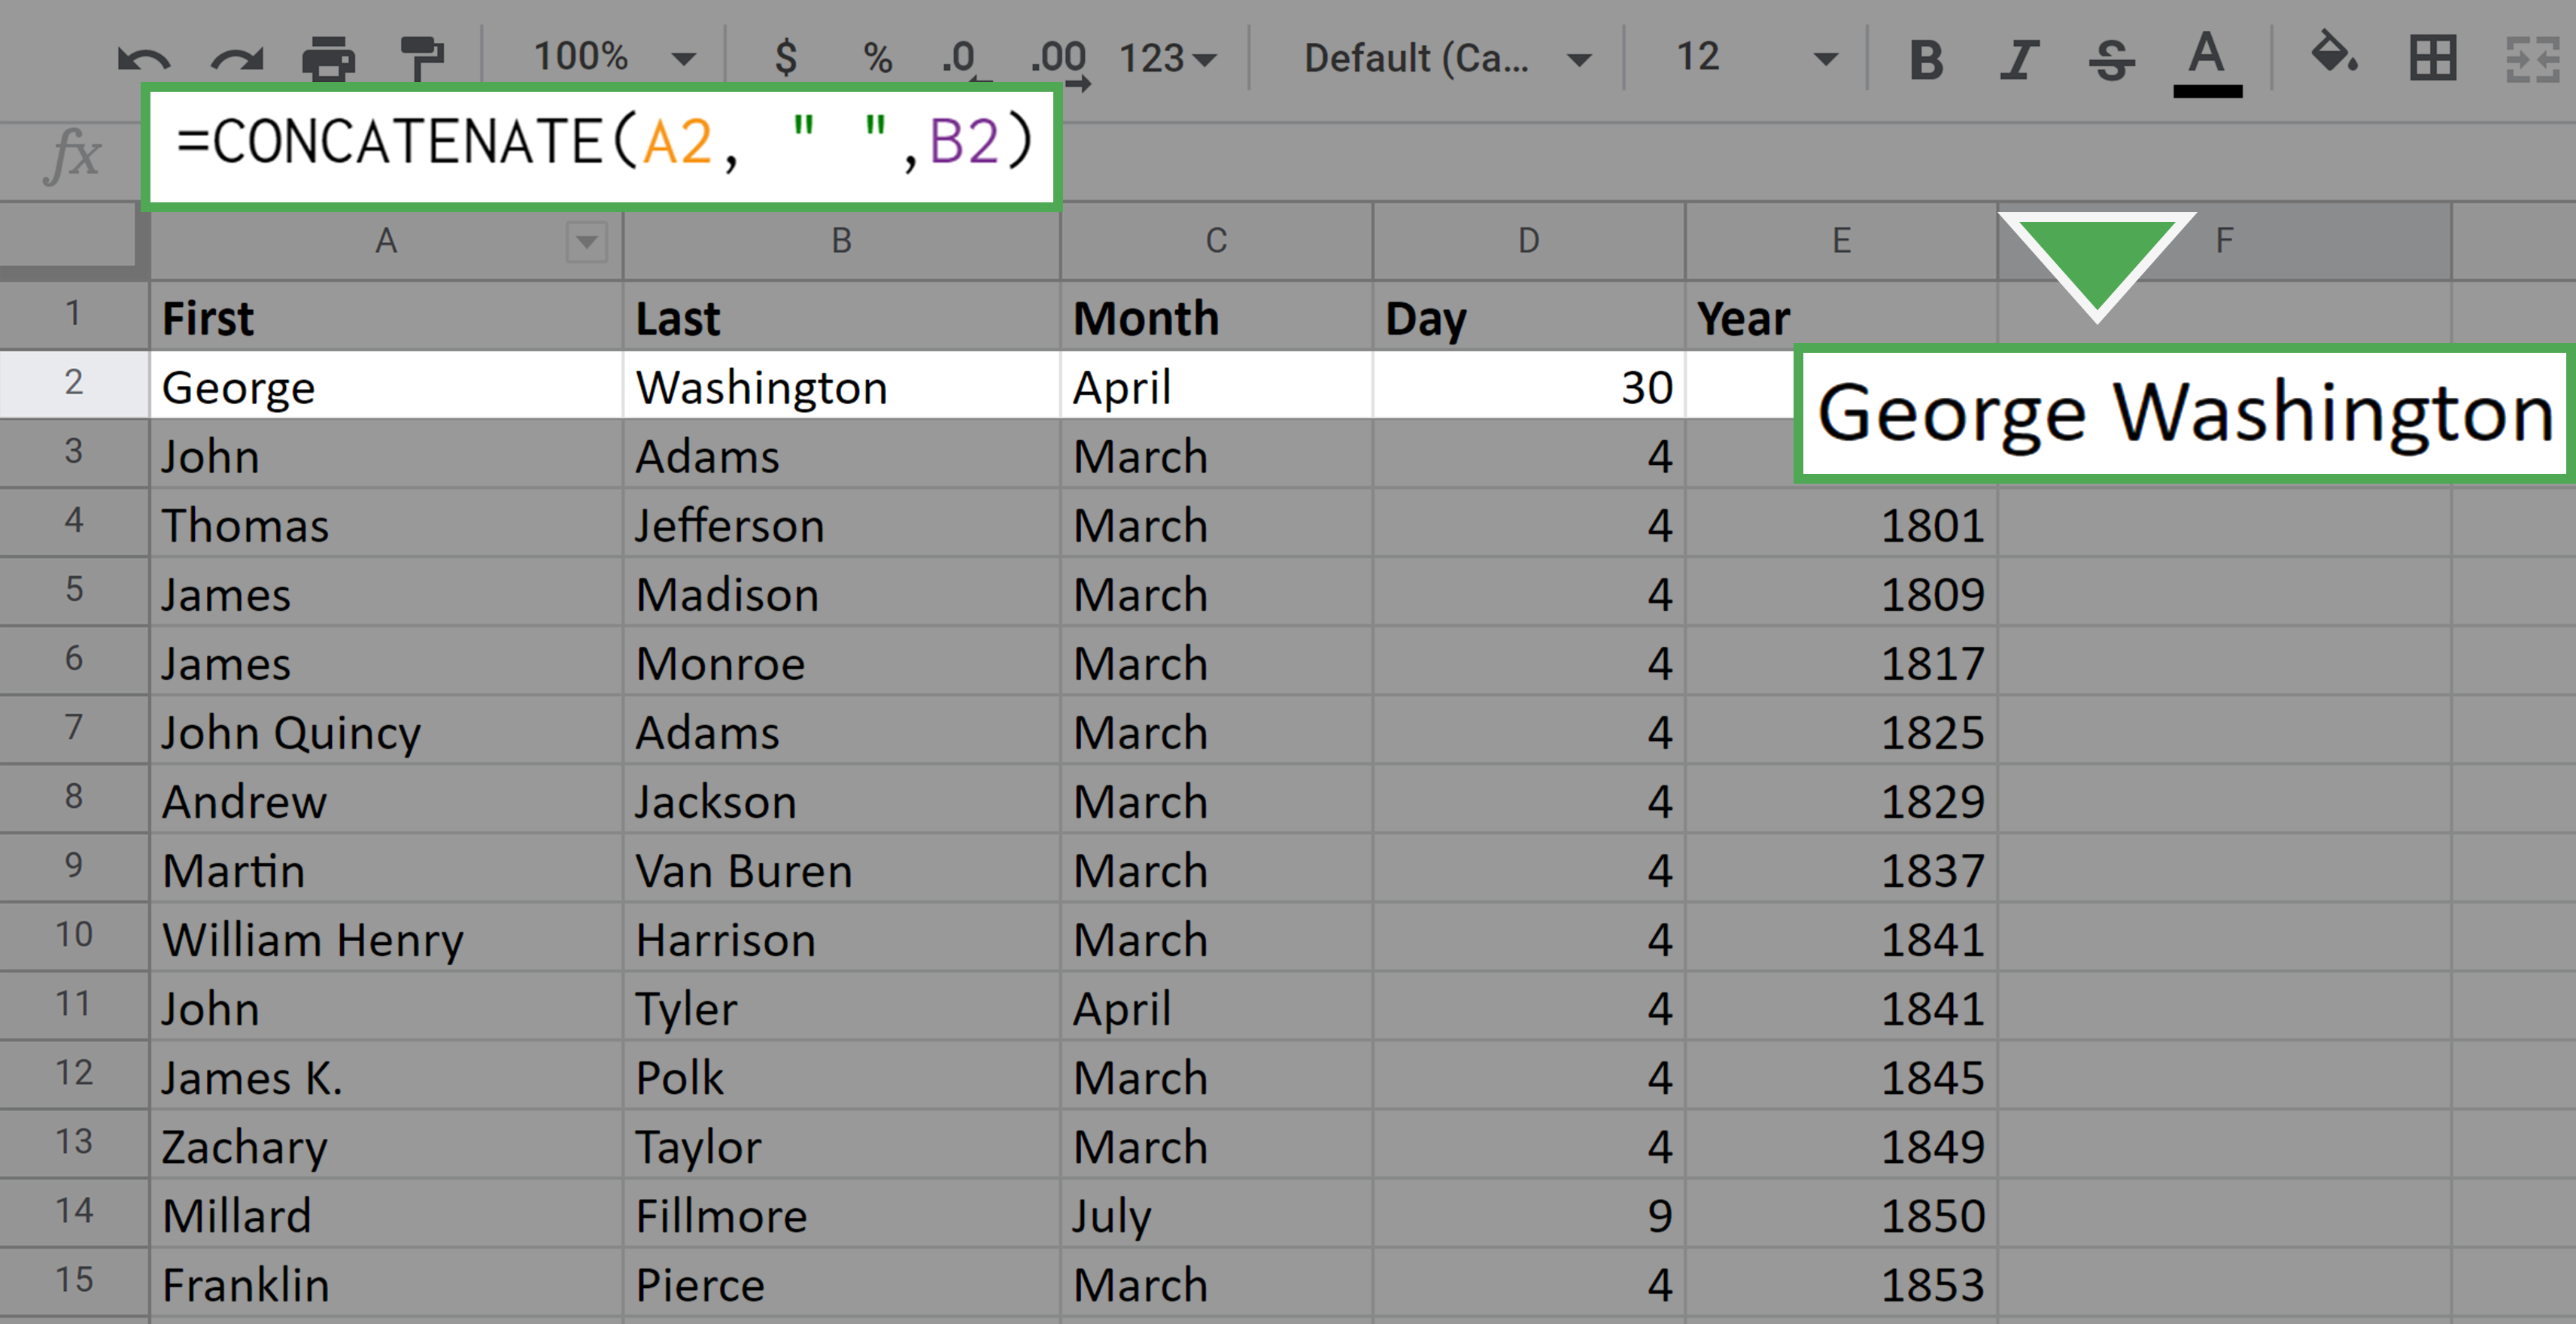 100% $ % .0 .00 123 Default (Ca... 12 B I S A
fx =CONCATENATE(A2, " ",B2)
A B C D E F
1 First Last Month Day Year
2 George Washington April 30 George Washington
3 John Adams March 4
4 Thomas Jefferson March 4 1801
5 James Madison March 4 1809
6 James Monroe March 4 1817
7 John Quincy Adams March 4 1825
8 Andrew Jackson March 4 1829
9 Martin Van Buren March 4 1837
10 William Henry Harrison March 4 1841
11 John Tyler April 4 1841
12 James K. Polk March 4 1845
13 Zachary Taylor March 4 1849
14 Millard Fillmore July 9 1850
15 Franklin Pierce March 4 1853